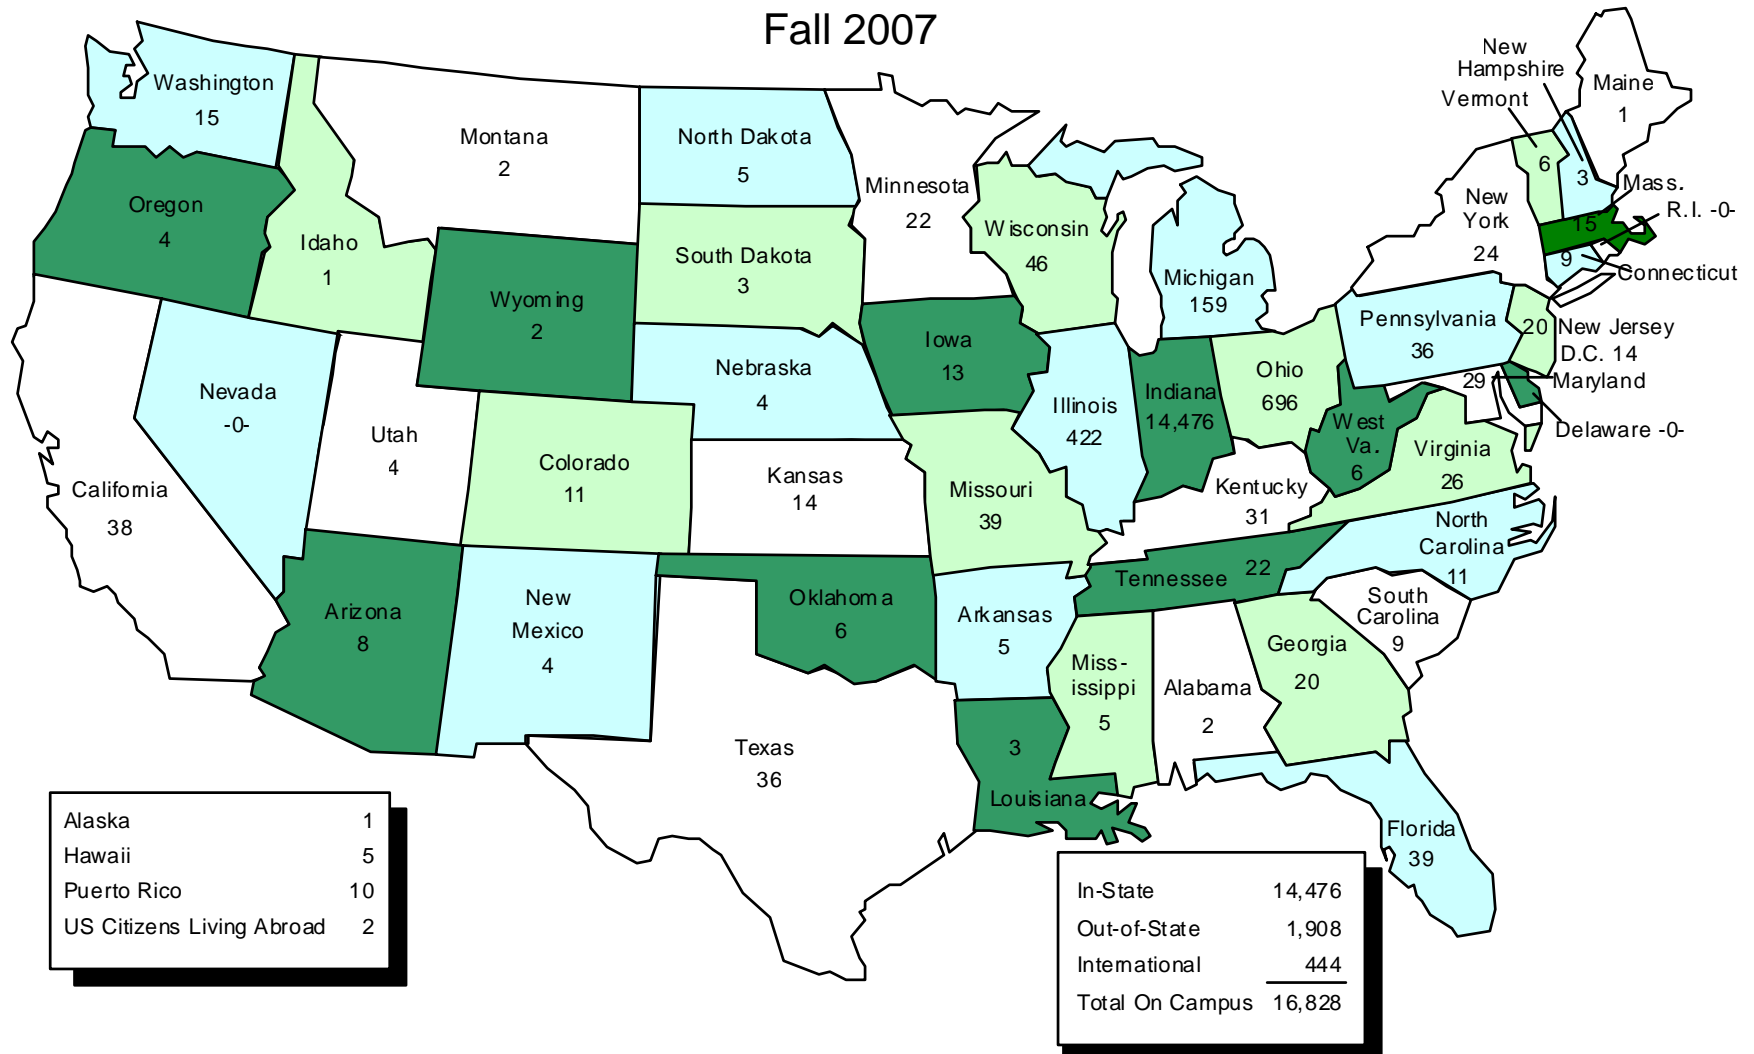 Fall 2007
Washington
15
Oregon
4
Idaho
1
Montana
2
North Dakota
5
South Dakota
3
Wyoming
2
Nebraska
4
Nevada
-0-
Utah
4
Colorado
11
California
38
Arizona
8
New
Mexico
4
Kansas
14
Oklahoma
6
Texas
36
Minnesota
22
Wisconsin
46
Michigan
159
Iowa
13
Illinois
422
Indiana
14,476
Ohio
696
Missouri
39
Arkansas
5
3
Louisiana
Miss-
issippi
5
Alabama
2
Georgia
20
Florida
39
Tennessee 22
Kentucky
31
West
Va.
6
Virginia
26
North
Carolina
11
South
Carolina
9
Pennsylvania
36
New
York
24
New
Hampshire
3
Vermont
6
Maine
1
Mass.
15
R.I. -0-
Connecticut
9
20
New Jersey
D.C. 14
29
Maryland
Delaware -0-
Alaska 1
Hawaii 5
Puerto Rico 10
US Citizens Living Abroad 2
In-State 14,476
Out-of-State 1,908
International 444
Total On Campus 16,828